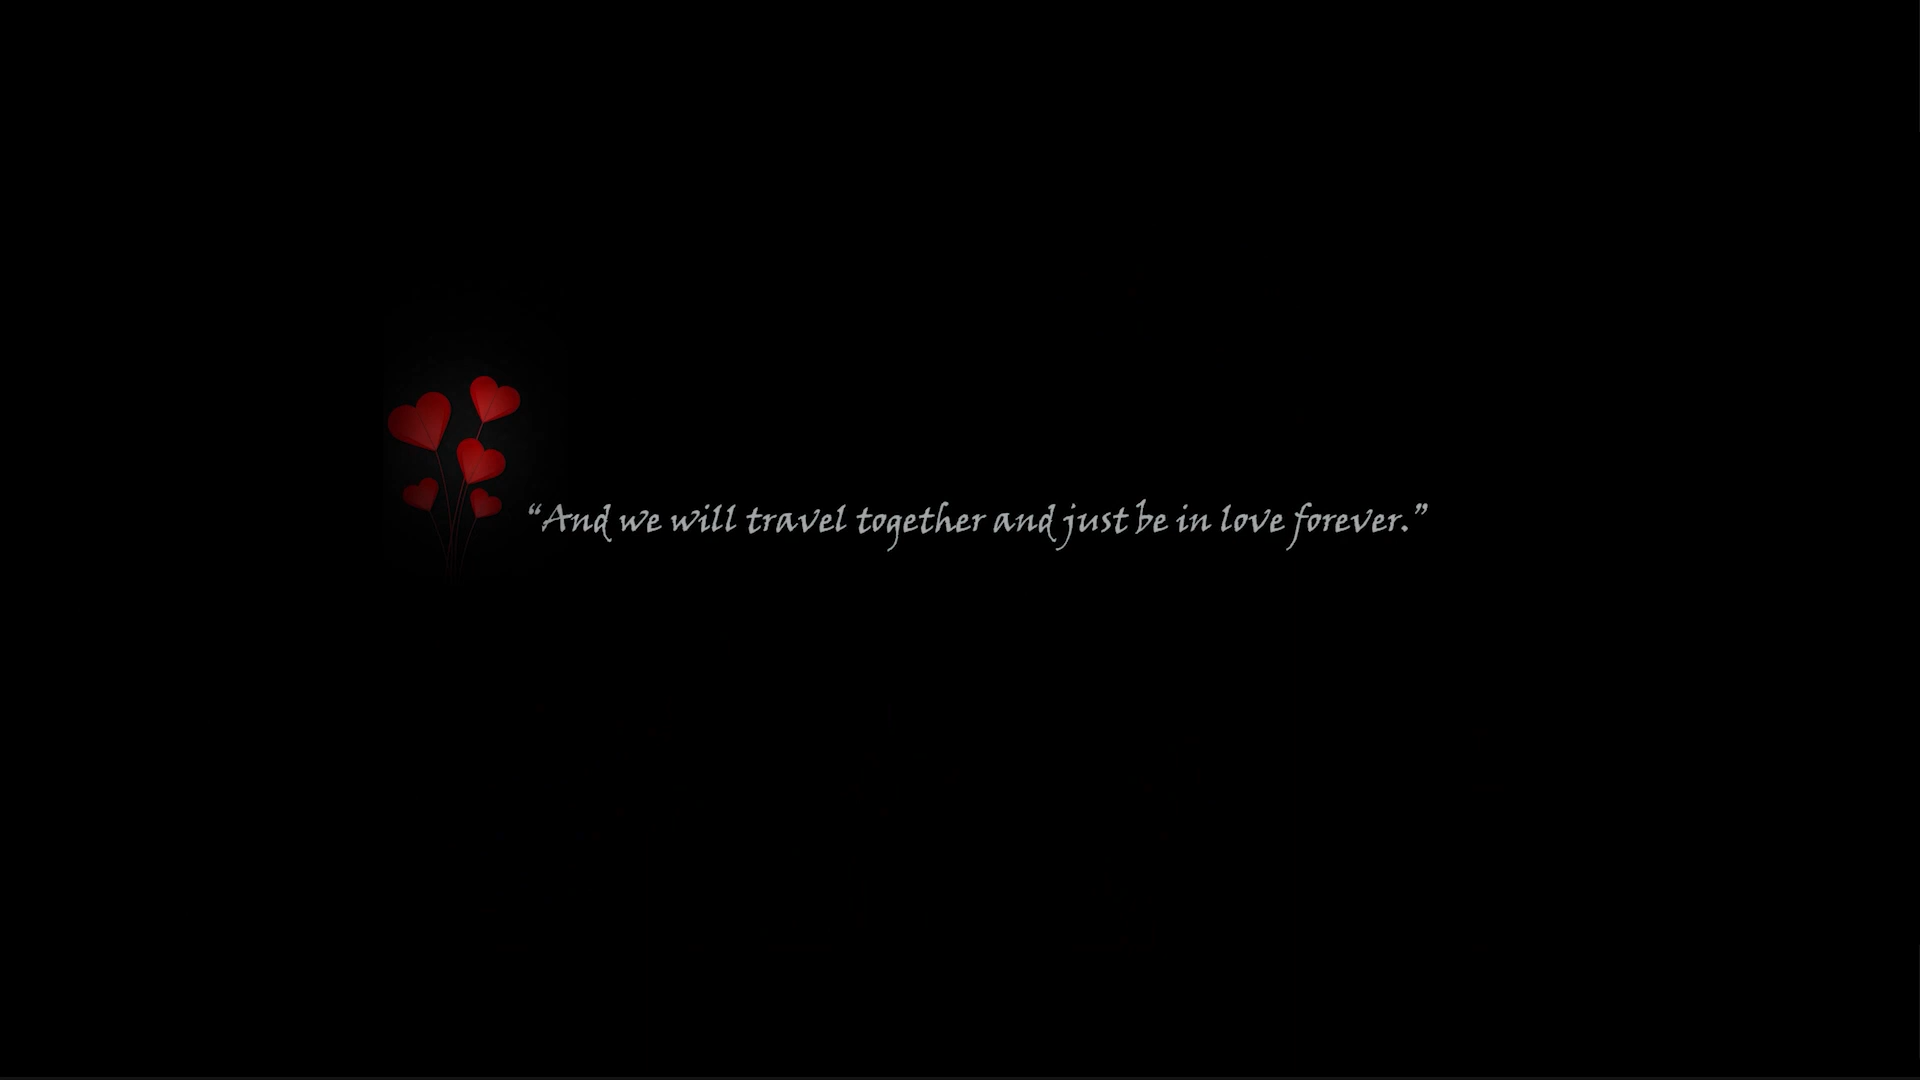 “And we will travel together and just be in love forever.”